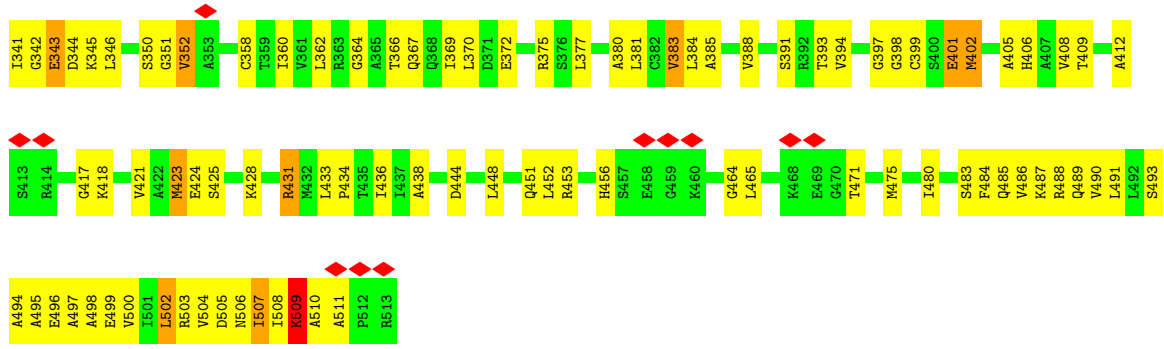 I341 G342 E343 D344 K345 L346 S350 G351 V352 A353 C358 T359 I360 V361 L362 R363 G364 A365 T366 Q367 Q368 I369 L370 D371 E372 R375 S376 L377 A380 L381 C382 V383 L384 A385 V388 S391 R392 T393 V394 G397 G398 C399 S400 E401 M402 A405 H406 A407 V408 T409 A412
S413 R414 G417 K418 V421 A422 M423 E424 S425 K428 R431 M432 L433 P434 T435 I436 I437 A438 D444 L448 Q451 L452 R453 H456 S457 E458 G459 K460 G464 L465 K468 E469 G470 T471 M475 I480 S483 F484 Q485 V486 K487 R488 Q489 V490 L491 L492 S493
A494 A495 E496 A497 A498 E499 V500 I501 L502 R503 V504 D505 N506 I507 I508 K509 A510 A511 P512 R513